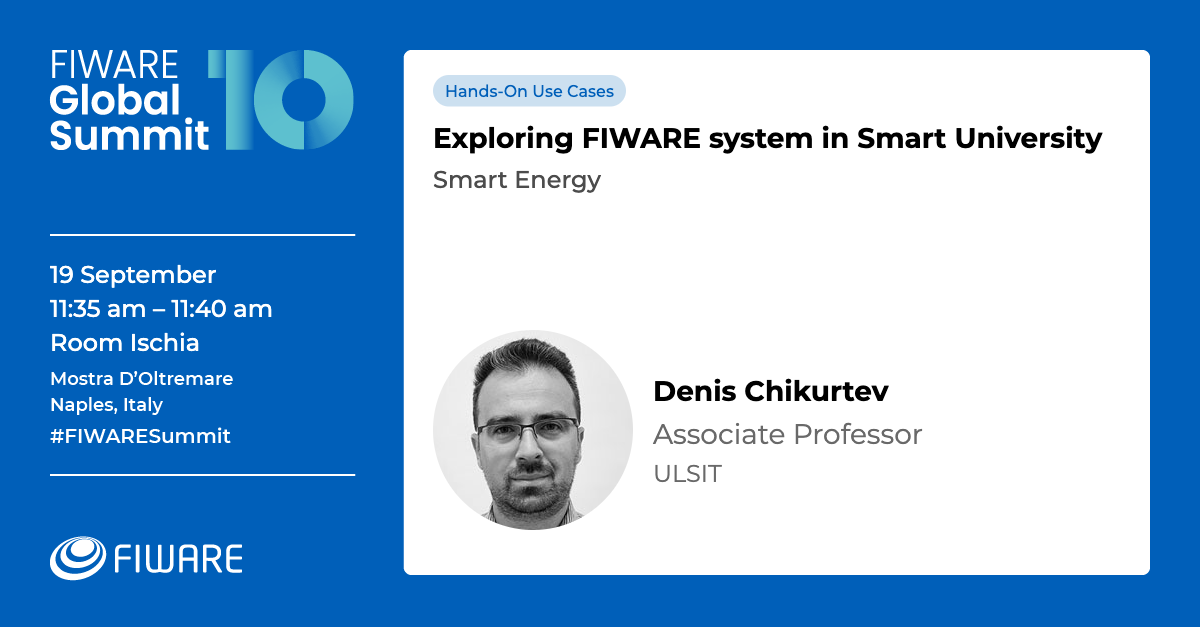 FIWARE
Global
Summit
10
19 September
11:35 am – 11:40 am
Room Ischia
Mostra D’Oltremare
Naples, Italy
#FIWARESummit
FIWARE
Hands-On Use Cases
Exploring FIWARE system in Smart University
Smart Energy
Denis Chikurtev
Associate Professor
ULSIT